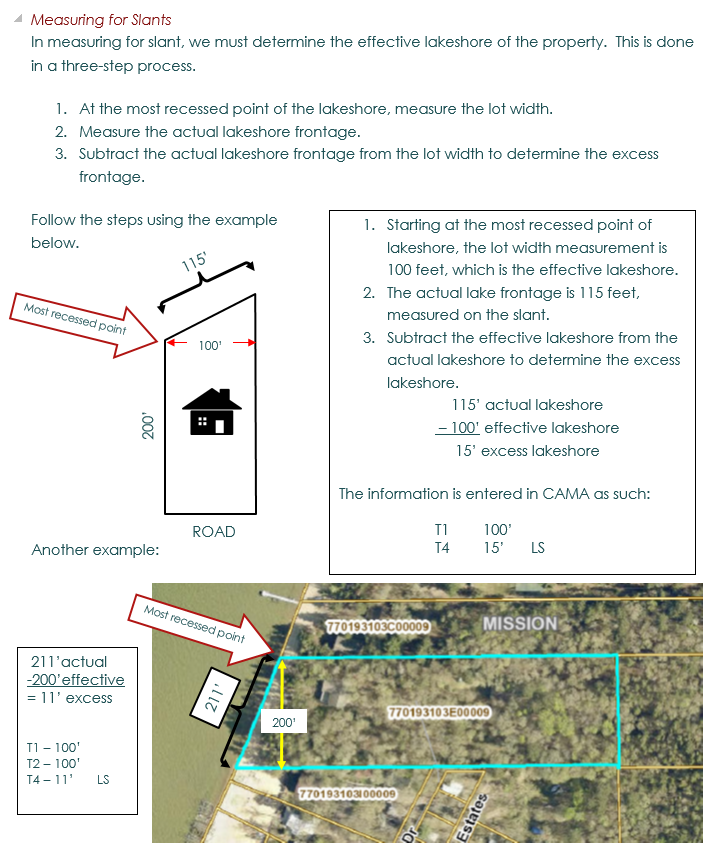 Measuring for Slants
In measuring for slant, we must determine the effective lakeshore of the property.  This is done
in a three-step process.
1. At the most recessed point of the lakeshore, measure the lot width.
2. Measure the actual lakeshore frontage.
3. Subtract the actual lakeshore frontage from the lot width to determine the excess
frontage.
Follow the steps using the example
below.
115'
Most recessed point
100'
200'
ROAD
1. Starting at the most recessed point of
lakeshore, the lot width measurement is
100 feet, which is the effective lakeshore.
2. The actual lake frontage is 115 feet,
measured on the slant.
3. Subtract the effective lakeshore from the
actual lakeshore to determine the excess
lakeshore.
115' actual lakeshore
– 100' effective lakeshore
15' excess lakeshore
The information is entered in CAMA as such:
T1 100'
T4 15' LS
Another example:
Most recessed point
770193103C00009
MISSION
211'actual
-200'effective
= 11' excess
T1 – 100'
T2 – 100'
T4 – 11' LS
211'
200'
770193103E00009
770193103I00009
Dr
Estates